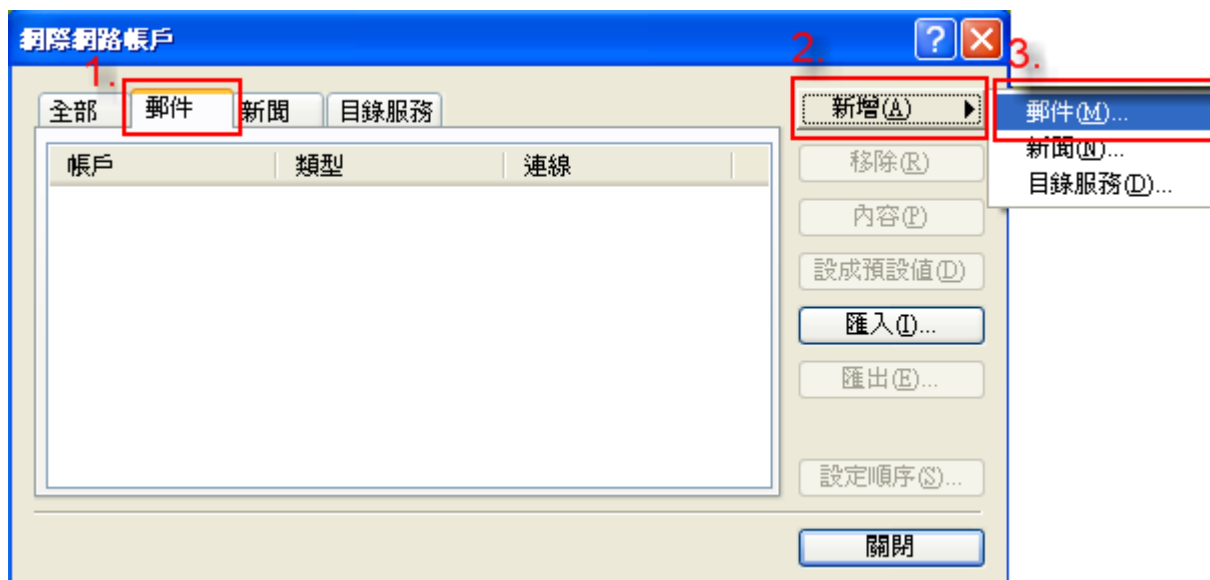 網際網路帳戶
1.
2.
3.
全部 郵件 新聞 目錄服務
新增(A)
郵件(M)...
新聞(N)...
目錄服務(D)...
帳戶 類型 連線
移除(R)
內容(P)
設成預設值(D)
匯入(I)...
匯出(E)...
設定順序(S)...
關閉